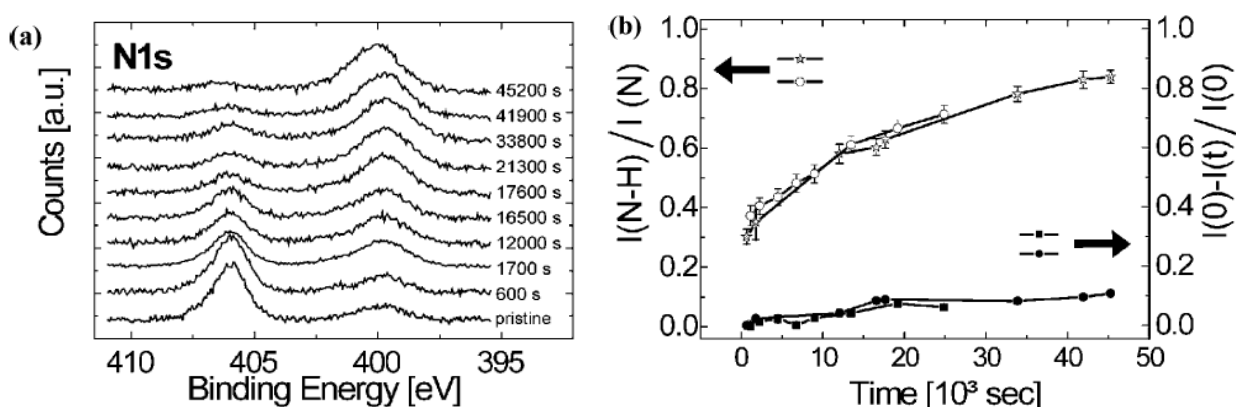 (a)
N1s
Counts [a.u.]
45200 s
41900 s
33800 s
21300 s
17600 s
16500 s
12000 s
1700 s
600 s
pristine
410 405 400 395
Binding Energy [eV]
(b)
I(N-H) / I (N)
1.0
0.8
0.6
0.4
0.2
0.0
0 10 20 30 40 50
Time [10³ sec]
1.0
0.8
0.6
0.4
0.2
0.0
I(0)-I(t) / I(0)